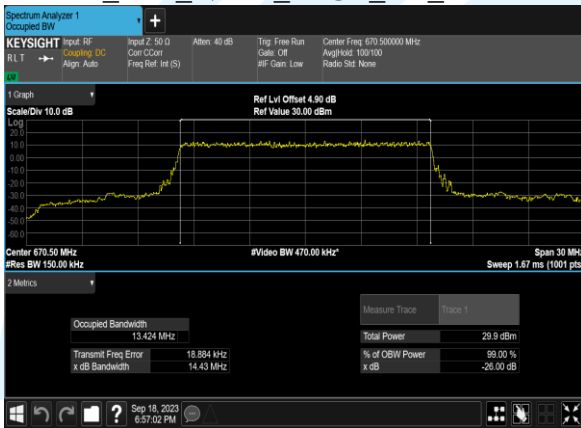 Spectrum Analyzer 1
Occupied BW
KEYSIGHT
RLT
Input: RF
Coupling: DC
Align: Auto
Input Z: 50 Ω
Corr CCorr
Freq Ref: Int (S)
Atten: 40 dB
Trig: Free Run
Gate: Off
#IF Gain: Low
Center Freq: 670.500000 MHz
Avg|Hold: 100/100
Radio Std: None
1 Graph
Scale/Div 10.0 dB
Ref Lvl Offset 4.90 dB
Ref Value 30.00 dBm
Log
20.0
10.0
0.00
-10.0
-20.0
-30.0
-40.0
-50.0
-60.0
Center 670.50 MHz
#Res BW 150.00 kHz
#Video BW 470.00 kHz*
Span 30 MHz
Sweep 1.67 ms (1001 pts
2 Metrics
Measure Trace Trace 1
Occupied Bandwidth
13.424 MHz
Total Power 29.9 dBm
Transmit Freq Error 18.884 kHz
% of OBW Power 99.00 %
x dB Bandwidth 14.43 MHz
x dB -26.00 dB
?
Sep 18, 2023
6:57:02 PM